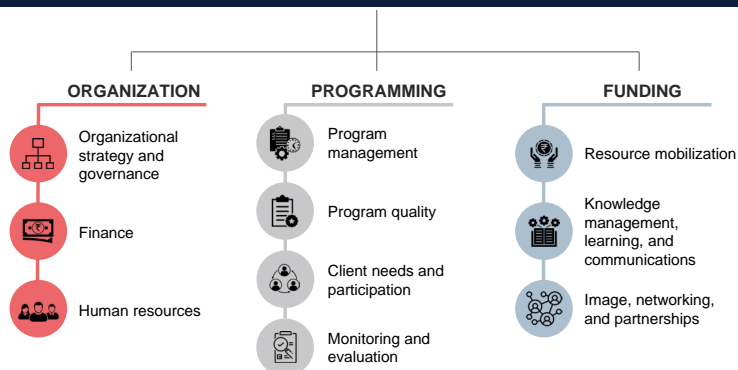 ORGANIZATION
Organizational
strategy and
governance
Finance
Human resources
PROGRAMMING
Program
management
Program quality
Client needs and
participation
Monitoring and
evaluation
FUNDING
Resource mobilization
Knowledge
management,
learning, and
communications
Image, networking,
and partnerships